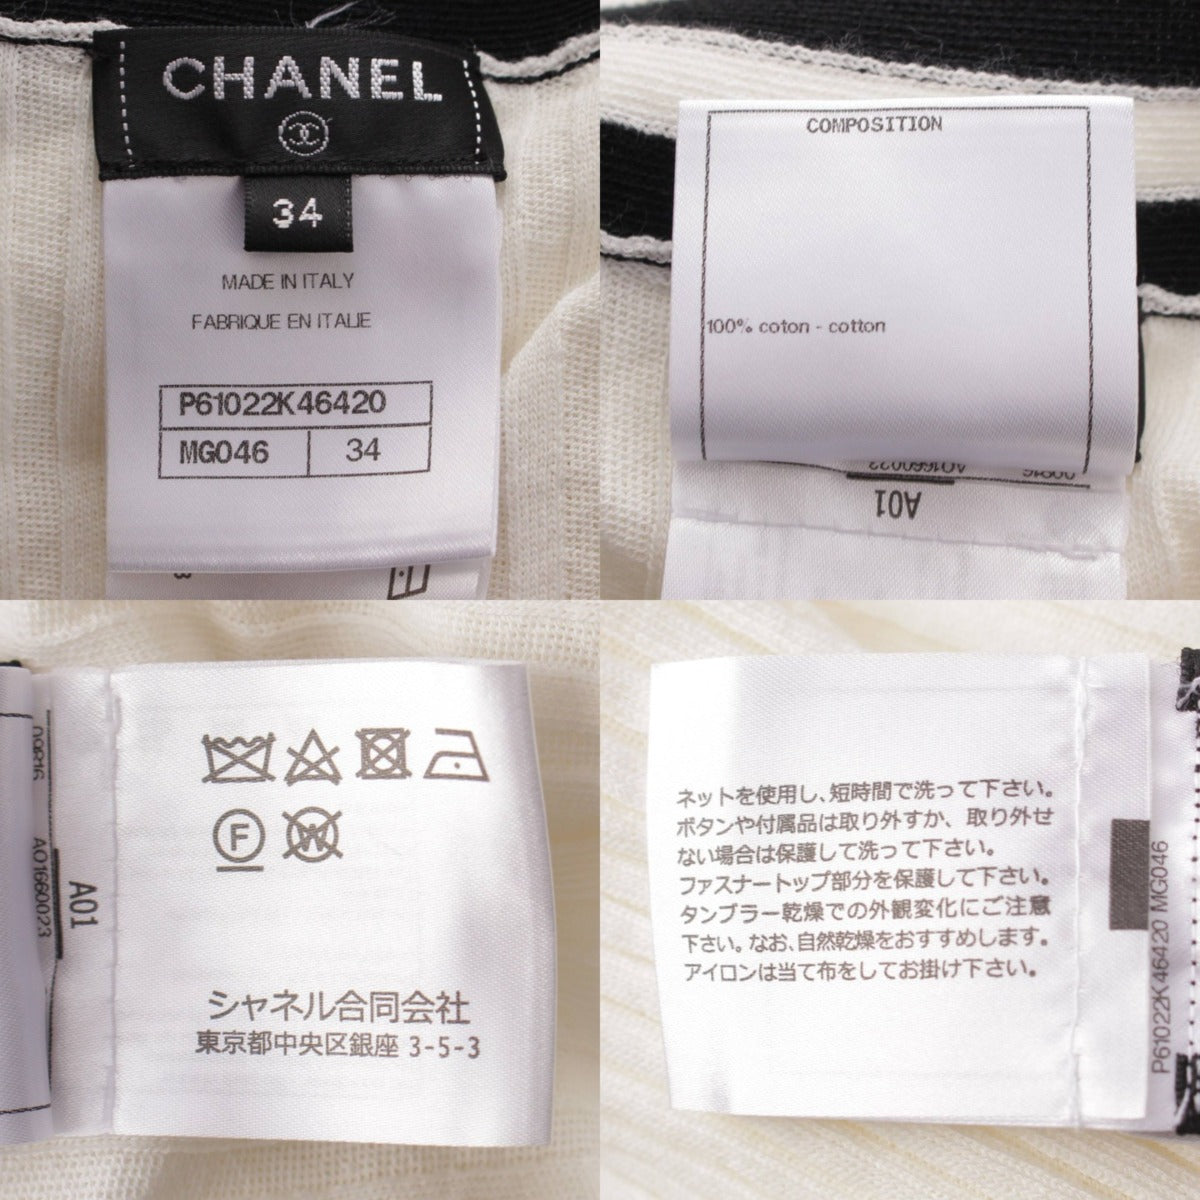 CHANEL
34
MADE IN ITALY
FABRIQUE EN ITALIE
P61022K46420
MG046 34
COMPOSITION
100% coton - cotton
A01660023
A01
A01660023
A01
F
W
シャネル合同会社
東京都中央区銀座 3-5-3
ネットを使用し、短時間で洗って下さい。
ボタンや付属品は取り外すか、取り外せ
ない場合は保護して洗って下さい。
ファスナートップ部分を保護して下さい。
タンブラー乾燥での外観変化にご注意
下さい。なお、自然乾燥をおすすめします。
アイロンは当て布をしてお掛け下さい。
P61022K46420 MG046